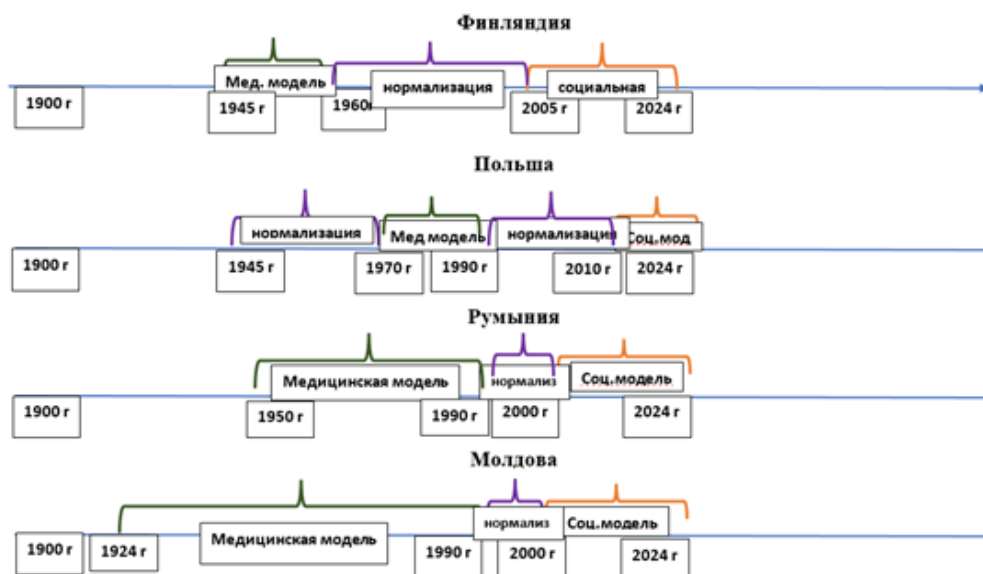 Финляндия
Мед. модель
нормализация
социальная
1900 г
1945 г
1960г
2005 г
2024 г
Польша
нормализация
Мед модель
нормализация
Соц.мод
1900 г
1945 г
1970 г
1990 г
2010 г
2024 г
Румыния
Медицинская модель
нормализ
Соц.модель
1900 г
1950 г
1990 г
2000 г
2024 г
Молдова
Медицинская модель
нормализ
Соц.модель
1900 г
1924 г
1990 г
2000 г
2024 г